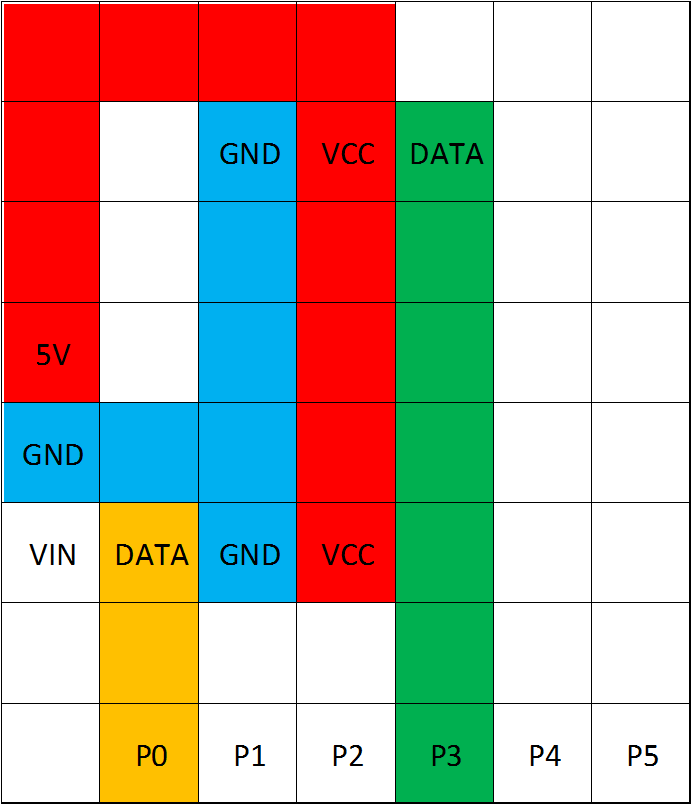 GND VCC DATA
5V
GND
VIN DATA GND VCC
P0 P1 P2 P3 P4 P5